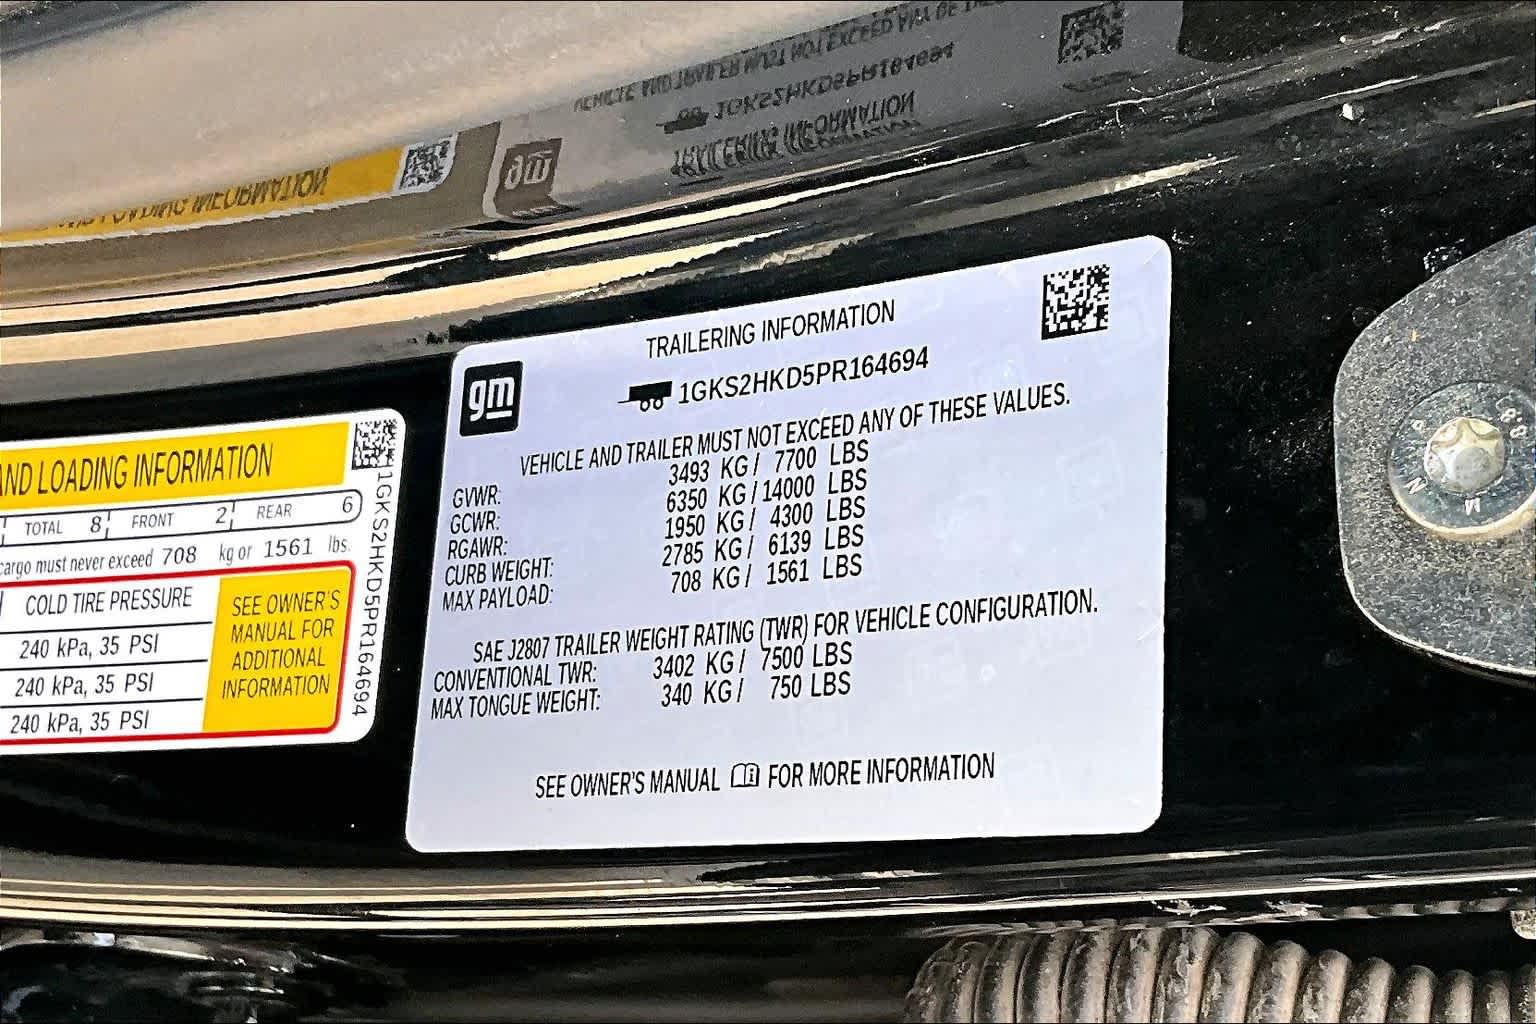 TRAILERING INFORMATION
gm
1GKS2HKD5PR164694
VEHICLE AND TRAILER MUST NOT EXCEED ANY OF THESE VALUES.
GVWR: 3493 KG/ 7700 LBS
GCWR: 6350 KG/14000 LBS
RGAWR: 1950 KG/ 4300 LBS
CURB WEIGHT: 2785 KG/ 6139 LBS
MAX PAYLOAD: 708 KG/ 1561 LBS
SAE J2807 TRAILER WEIGHT RATING (TWR) FOR VEHICLE CONFIGURATION.
CONVENTIONAL TWR: 3402 KG/ 7500 LBS
MAX TONGUE WEIGHT: 340 KG/ 750 LBS
SEE OWNER'S MANUAL FOR MORE INFORMATION
AND LOADING INFORMATION
TOTAL 8 FRONT 2 REAR 6
cargo must never exceed 708 kg or 1561 lbs.
COLD TIRE PRESSURE
240 kPa, 35 PSI
240 kPa, 35 PSI
240 kPa, 35 PSI
SEE OWNER'S
MANUAL FOR
ADDITIONAL
INFORMATION
1GKS2HKD5PR164694